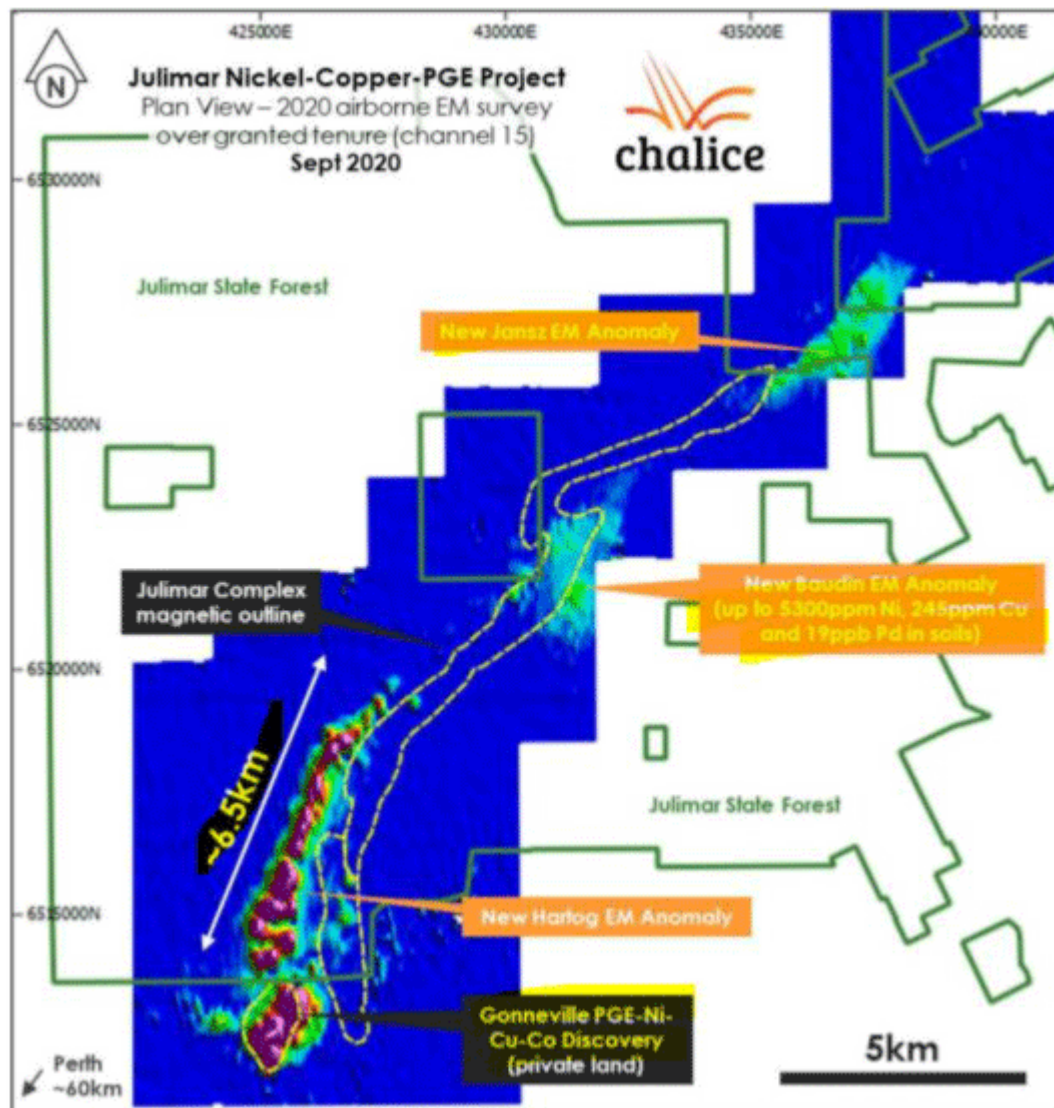 425000E
430000E
435000E
N
Julimar Nickel-Copper-PGE Project
Plan View – 2020 airborne EM survey
over granted tenure (channel 15)
Sept 2020
chalice
6530000N
Julimar State Forest
New Jansz EM Anomaly
6525000N
Julimar Complex
magnetic outline
New Baudin EM Anomaly
(up to 5300ppm Ni, 245ppm Cu
and 19ppb Pd in soils)
6520000N
~6.5km
Julimar State Forest
6515000N
New Hartog EM Anomaly
Gonneville PGE-Ni-
Cu-Co Discovery
(private land)
5km
Perth
~60km